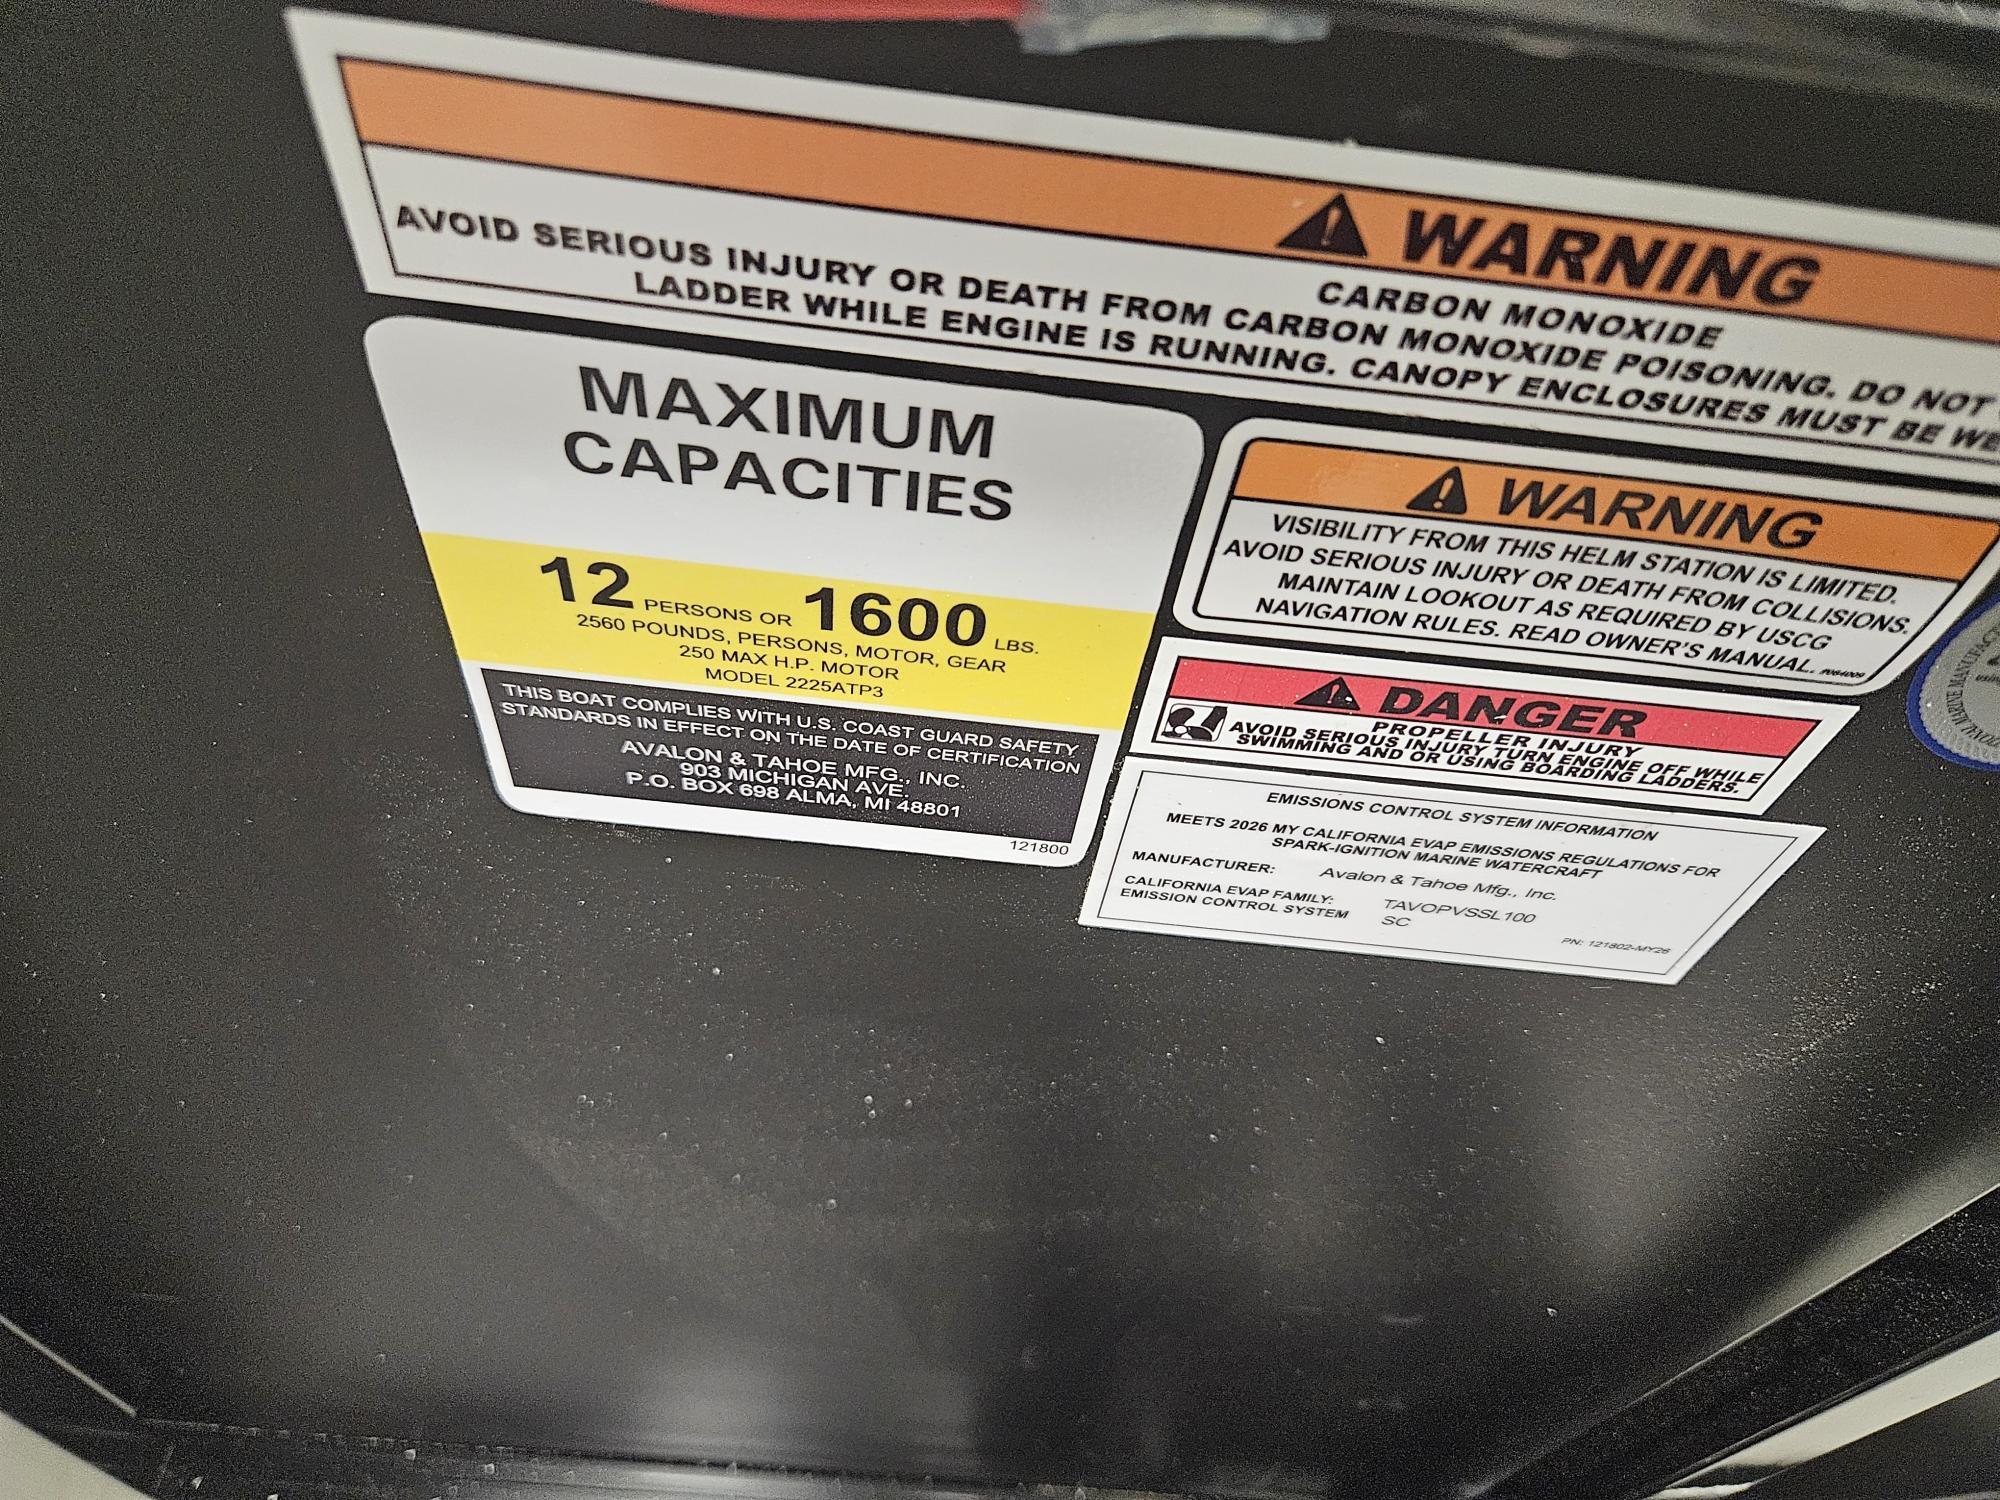 WARNING
CARBON MONOXIDE
AVOID SERIOUS INJURY OR DEATH FROM CARBON MONOXIDE POISONING. DO NOT
LADDER WHILE ENGINE IS RUNNING. CANOPY ENCLOSURES MUST BE
MAXIMUM
CAPACITIES
12 PERSONS OR 1600 LBS.
2560 POUNDS, PERSONS, MOTOR, GEAR
250 MAX H.P. MOTOR
MODEL 2225ATP3
THIS BOAT COMPLIES WITH U.S. COAST GUARD SAFETY
STANDARDS IN EFFECT ON THE DATE OF CERTIFICATION
AVALON & TAHOE MFG., INC.
903 MICHIGAN AVE.
P.O. BOX 698 ALMA, MI 48801
121800
WARNING
VISIBILITY FROM THIS HELM STATION IS LIMITED.
AVOID SERIOUS INJURY OR DEATH FROM COLLISIONS.
MAINTAIN LOOKOUT AS REQUIRED BY USCG
NAVIGATION RULES. READ OWNER'S MANUAL.
DANGER
PROPELLER INJURY
AVOID SERIOUS INJURY TURN ENGINE OFF WHILE
SWIMMING AND OR USING BOARDING LADDERS.
EMISSIONS CONTROL SYSTEM INFORMATION
MEETS 2026 MY CALIFORNIA EVAP EMISSIONS REGULATIONS FOR
SPARK-IGNITION MARINE WATERCRAFT
MANUFACTURER: Avalon & Tahoe Mfg., Inc.
CALIFORNIA EVAP FAMILY: TAVOPVSSL100
EMISSION CONTROL SYSTEM SC
PN: 121802-MY26
MARINE